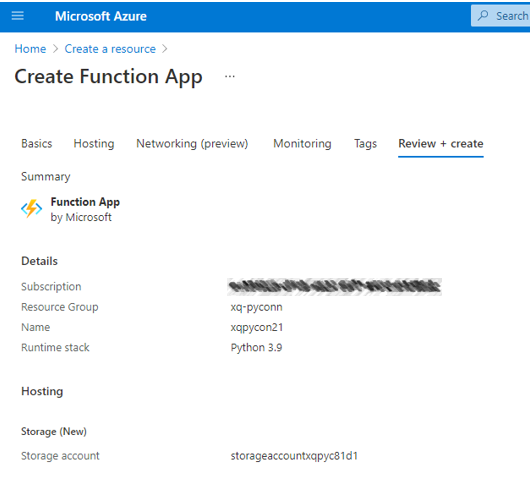 Microsoft Azure
Search
Home > Create a resource >
Create Function App ...
Basics Hosting Networking (preview) Monitoring Tags Review + create
Summary
Function App
by Microsoft
Details
Subscription
Resource Group xq-pyconn
Name xqpycon21
Runtime stack Python 3.9
Hosting
Storage (New)
Storage account storageaccountxqpyc81d1